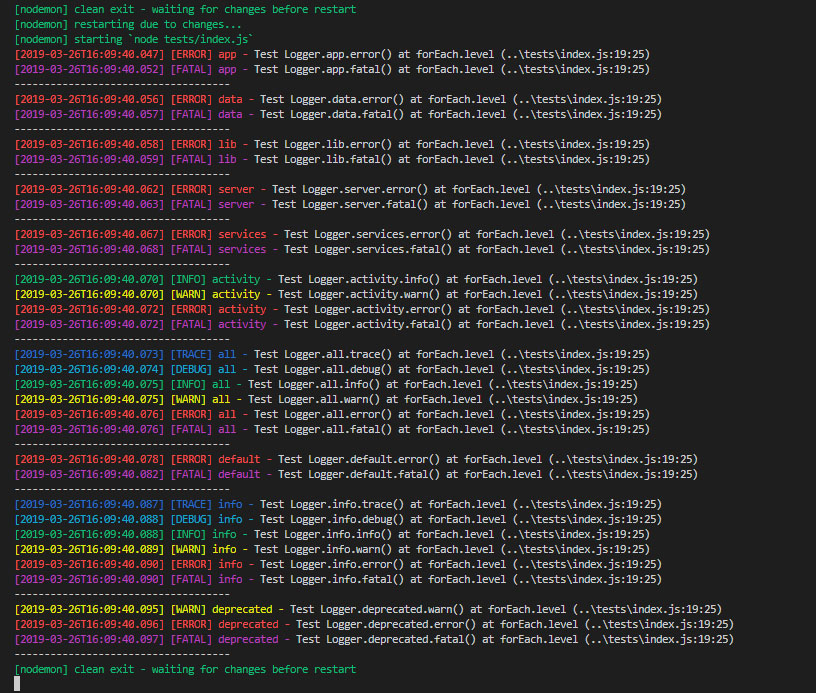 [nodemon] clean exit - waiting for changes before restart
[nodemon] restarting due to changes...
[nodemon] starting `node tests/index.js`
[2019-03-26T16:09:40.047] [ERROR] app - Test Logger.app.error() at forEach.level (..\tests\index.js:19:25)
[2019-03-26T16:09:40.052] [FATAL] app - Test Logger.app.fatal() at forEach.level (..\tests\index.js:19:25)
------------------------------------
[2019-03-26T16:09:40.056] [ERROR] data - Test Logger.data.error() at forEach.level (..\tests\index.js:19:25)
[2019-03-26T16:09:40.057] [FATAL] data - Test Logger.data.fatal() at forEach.level (..\tests\index.js:19:25)
------------------------------------
[2019-03-26T16:09:40.058] [ERROR] lib - Test Logger.lib.error() at forEach.level (..\tests\index.js:19:25)
[2019-03-26T16:09:40.059] [FATAL] lib - Test Logger.lib.fatal() at forEach.level (..\tests\index.js:19:25)
------------------------------------
[2019-03-26T16:09:40.062] [ERROR] server - Test Logger.server.error() at forEach.level (..\tests\index.js:19:25)
[2019-03-26T16:09:40.063] [FATAL] server - Test Logger.server.fatal() at forEach.level (..\tests\index.js:19:25)
------------------------------------
[2019-03-26T16:09:40.067] [ERROR] services - Test Logger.services.error() at forEach.level (..\tests\index.js:19:25)
[2019-03-26T16:09:40.068] [FATAL] services - Test Logger.services.fatal() at forEach.level (..\tests\index.js:19:25)
------------------------------------
[2019-03-26T16:09:40.070] [INFO] activity - Test Logger.activity.info() at forEach.level (..\tests\index.js:19:25)
[2019-03-26T16:09:40.070] [WARN] activity - Test Logger.activity.warn() at forEach.level (..\tests\index.js:19:25)
[2019-03-26T16:09:40.072] [ERROR] activity - Test Logger.activity.error() at forEach.level (..\tests\index.js:19:25)
[2019-03-26T16:09:40.072] [FATAL] activity - Test Logger.activity.fatal() at forEach.level (..\tests\index.js:19:25)
------------------------------------
[2019-03-26T16:09:40.073] [TRACE] all - Test Logger.all.trace() at forEach.level (..\tests\index.js:19:25)
[2019-03-26T16:09:40.074] [DEBUG] all - Test Logger.all.debug() at forEach.level (..\tests\index.js:19:25)
[2019-03-26T16:09:40.075] [INFO] all - Test Logger.all.info() at forEach.level (..\tests\index.js:19:25)
[2019-03-26T16:09:40.075] [WARN] all - Test Logger.all.warn() at forEach.level (..\tests\index.js:19:25)
[2019-03-26T16:09:40.076] [ERROR] all - Test Logger.all.error() at forEach.level (..\tests\index.js:19:25)
[2019-03-26T16:09:40.076] [FATAL] all - Test Logger.all.fatal() at forEach.level (..\tests\index.js:19:25)
------------------------------------
[2019-03-26T16:09:40.078] [ERROR] default - Test Logger.default.error() at forEach.level (..\tests\index.js:19:25)
[2019-03-26T16:09:40.082] [FATAL] default - Test Logger.default.fatal() at forEach.level (..\tests\index.js:19:25)
------------------------------------
[2019-03-26T16:09:40.087] [TRACE] info - Test Logger.info.trace() at forEach.level (..\tests\index.js:19:25)
[2019-03-26T16:09:40.088] [DEBUG] info - Test Logger.info.debug() at forEach.level (..\tests\index.js:19:25)
[2019-03-26T16:09:40.088] [INFO] info - Test Logger.info.info() at forEach.level (..\tests\index.js:19:25)
[2019-03-26T16:09:40.089] [WARN] info - Test Logger.info.warn() at forEach.level (..\tests\index.js:19:25)
[2019-03-26T16:09:40.090] [ERROR] info - Test Logger.info.error() at forEach.level (..\tests\index.js:19:25)
[2019-03-26T16:09:40.090] [FATAL] info - Test Logger.info.fatal() at forEach.level (..\tests\index.js:19:25)
------------------------------------
[2019-03-26T16:09:40.095] [WARN] deprecated - Test Logger.deprecated.warn() at forEach.level (..\tests\index.js:19:25)
[2019-03-26T16:09:40.096] [ERROR] deprecated - Test Logger.deprecated.error() at forEach.level (..\tests\index.js:19:25)
[2019-03-26T16:09:40.097] [FATAL] deprecated - Test Logger.deprecated.fatal() at forEach.level (..\tests\index.js:19:25)
------------------------------------
[nodemon] clean exit - waiting for changes before restart